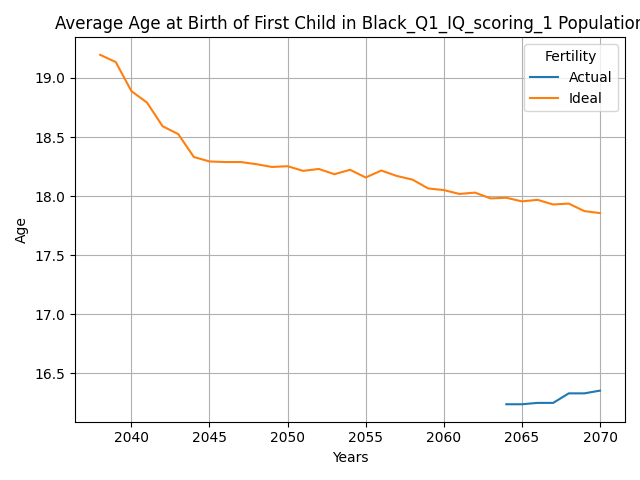 Average Age at Birth of First Child in Black_Q1_IQ_scoring_1 Population
Fertility
Actual
Ideal
19.0
18.5
18.0
17.5
17.0
16.5
Age
2040 2045 2050 2055 2060 2065 2070
Years